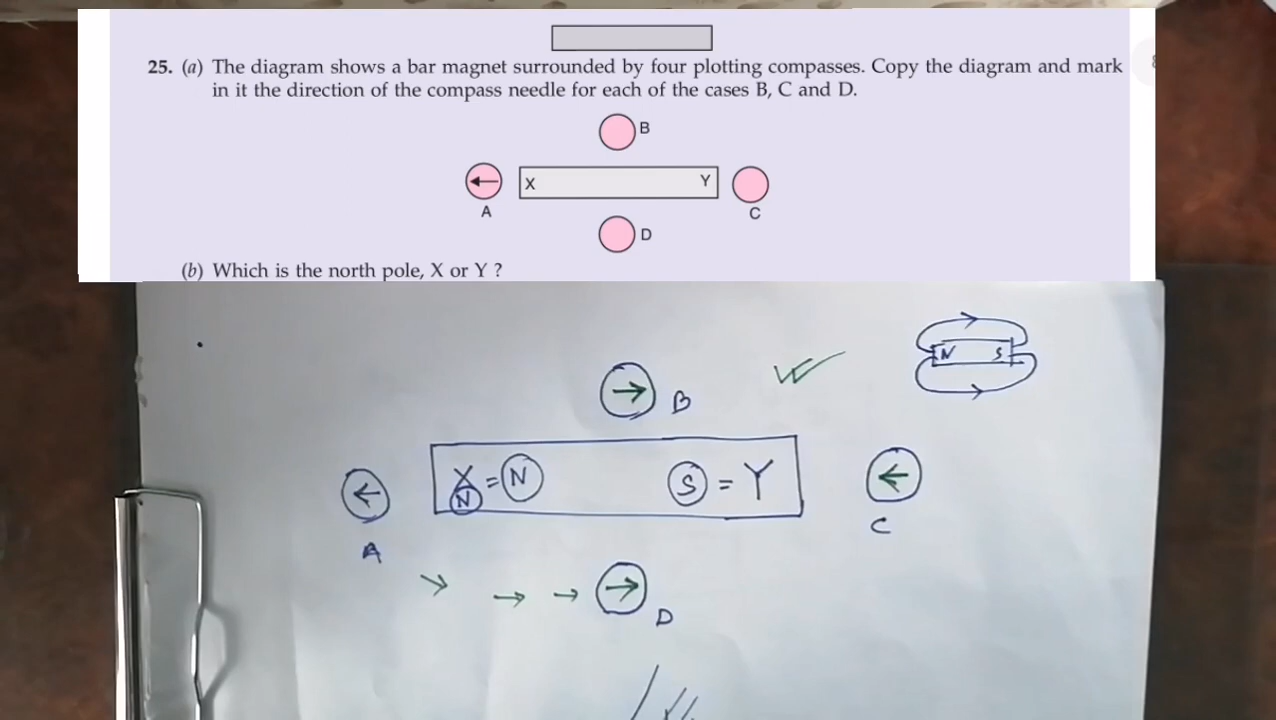 25. (a) The diagram shows a bar magnet surrounded by four plotting compasses. Copy the diagram and mark
in it the direction of the compass needle for each of the cases B, C and D.
B
X Y
A C
D
(b) Which is the north pole, X or Y ?
N S
B
X = N S = Y
N
A C
D